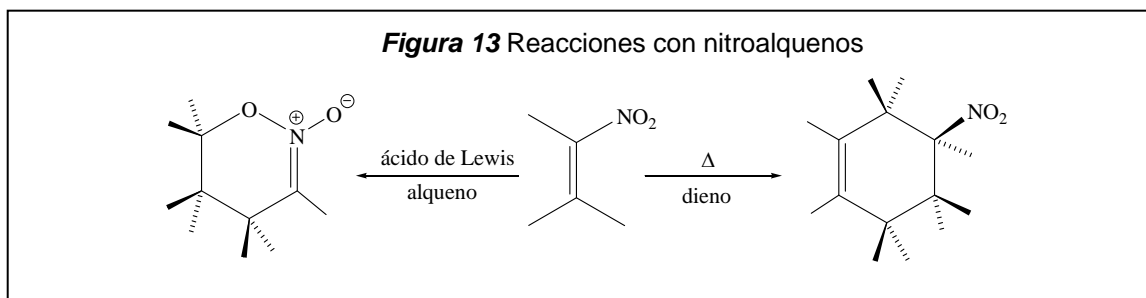 Figura 13 Reacciones con nitroalquenos
O
N
⊕
O
⊖
ácido de Lewis
alqueno
NO2
Δ
dieno
NO2